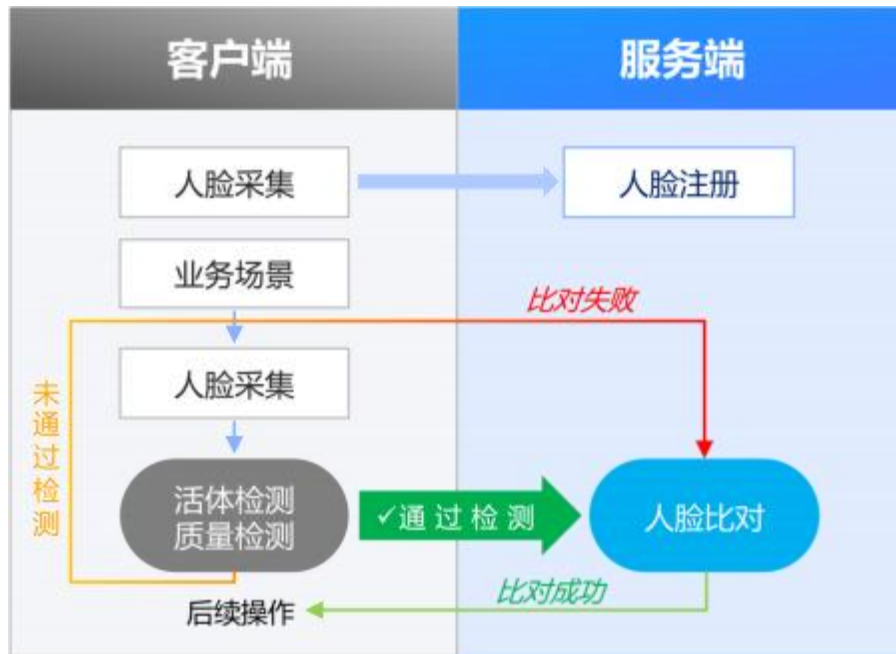 客户端
服务端
人脸采集
人脸注册
业务场景
比对失败
人脸采集
未通过检测
活体检测
质量检测
✓通过检测
人脸比对
比对成功
后续操作